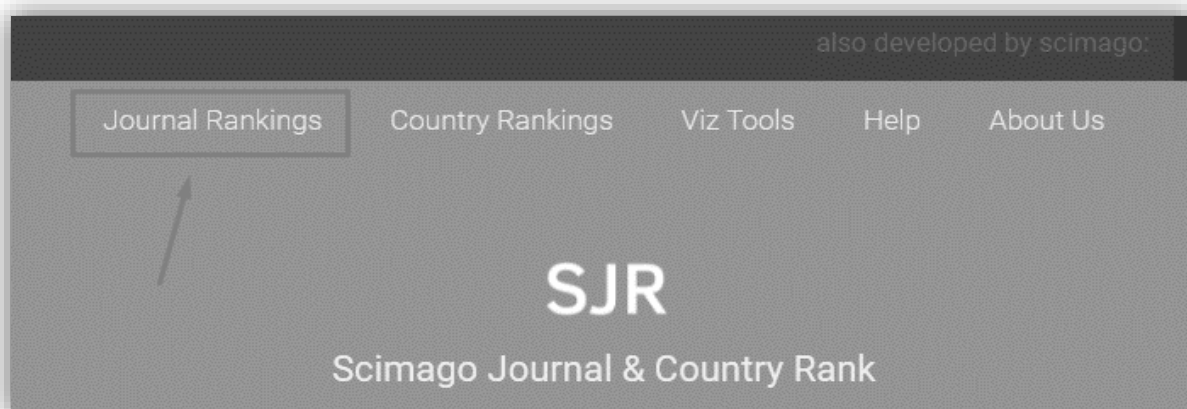 also developed by scimago:
Journal Rankings Country Rankings Viz Tools Help About Us
SJR
Scimago Journal & Country Rank